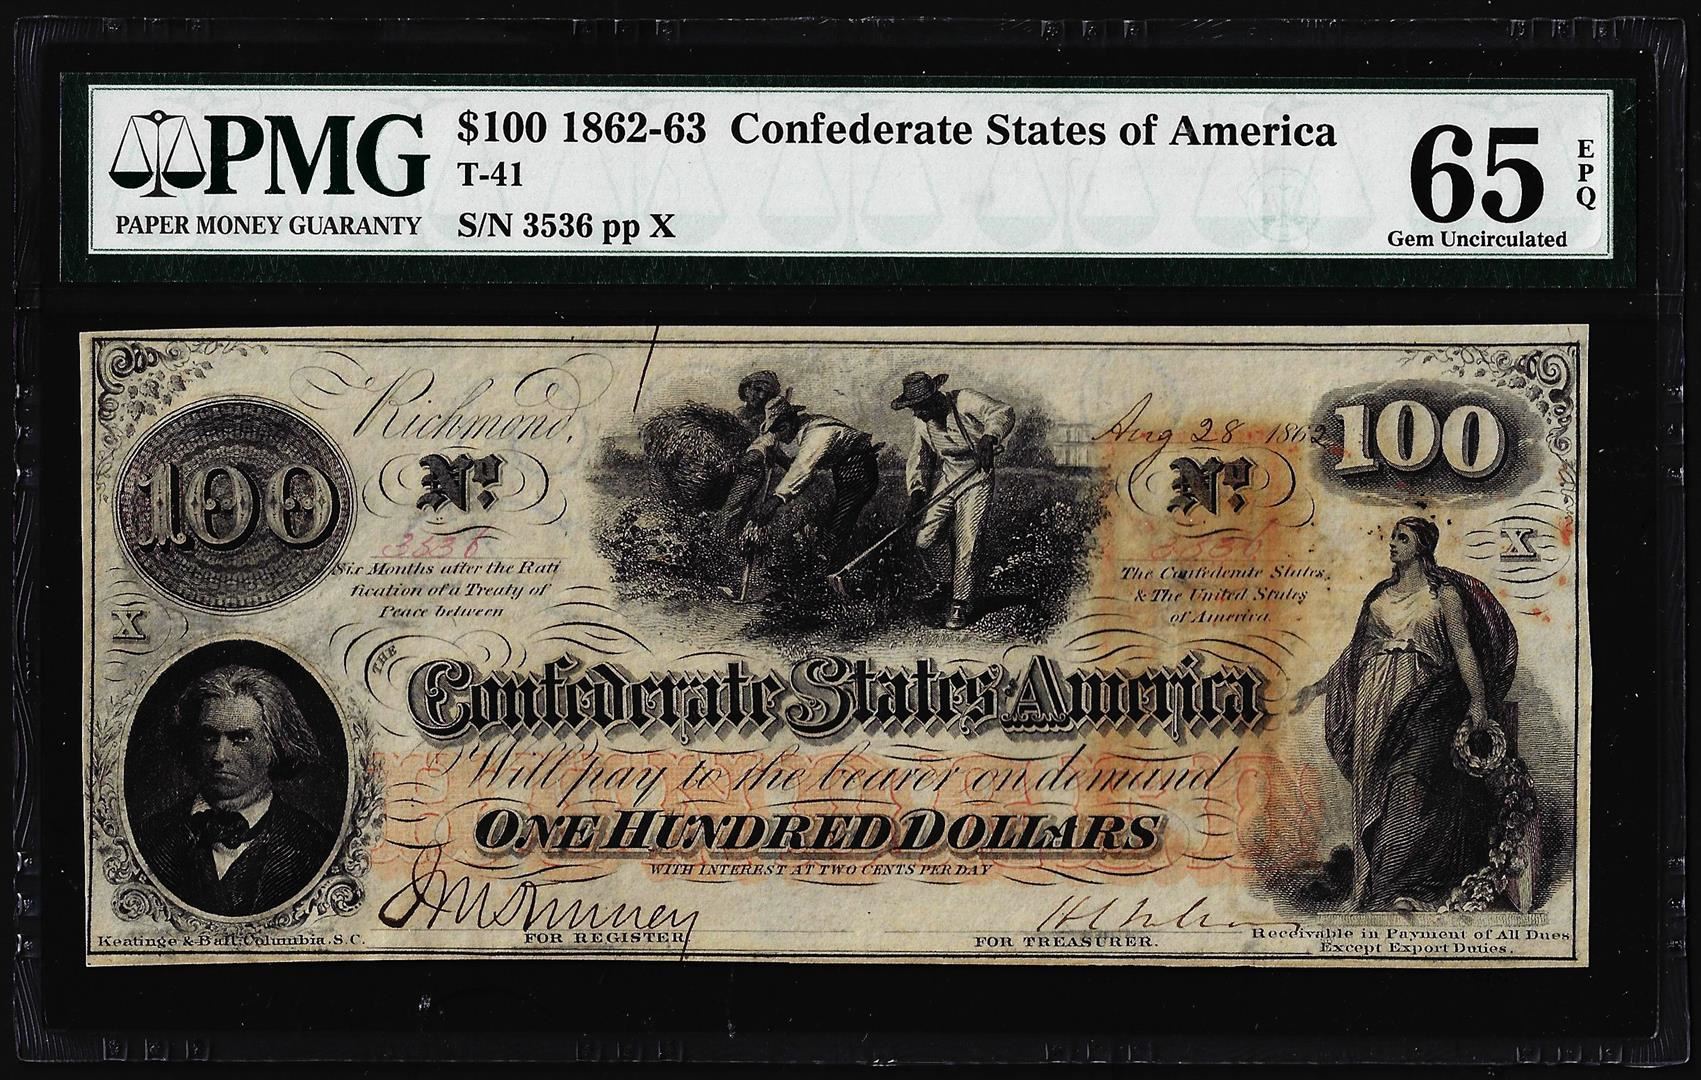 PMG
PAPER MONEY GUARANTY
$100 1862-63 Confederate States of America
T-41
S/N 3536 pp X
65
EPQ
Gem Uncirculated
Richmond,
Aug 28 1862
100
100
No.
No.
3536
3536
Six Months after the Rati
fication of a Treaty of
Peace between
The Confederate States,
& The United States
of America.
X
X
THE
Confederate States America
Will pay to the bearer on demand
ONE HUNDRED DOLLARS
WITH INTEREST AT TWO CENTS PER DAY
FOR REGISTER
FOR TREASURER.
Keatinge & Ball, Columbia, S.C.
Receivable in Payment of All Dues
Except Export Duties.